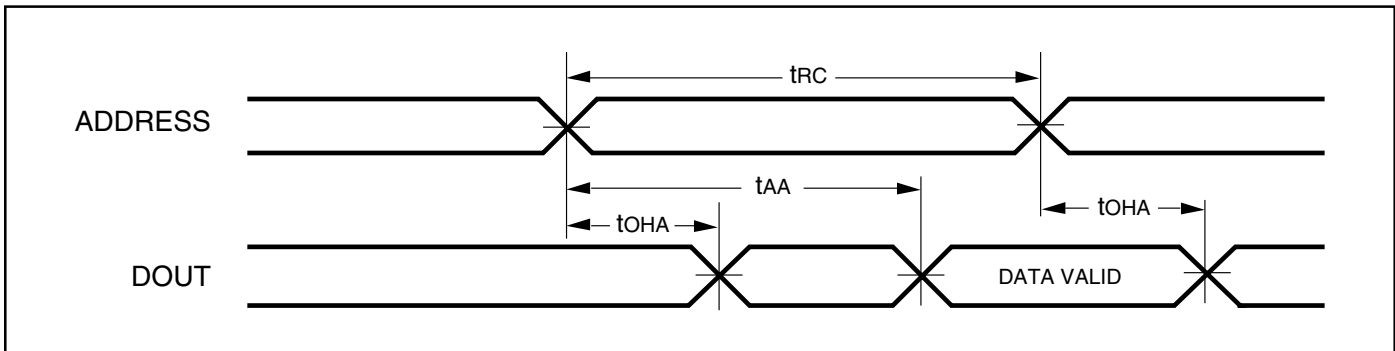 tRC
ADDRESS
tAA
tOHA
tOHA
DOUT
DATA VALID